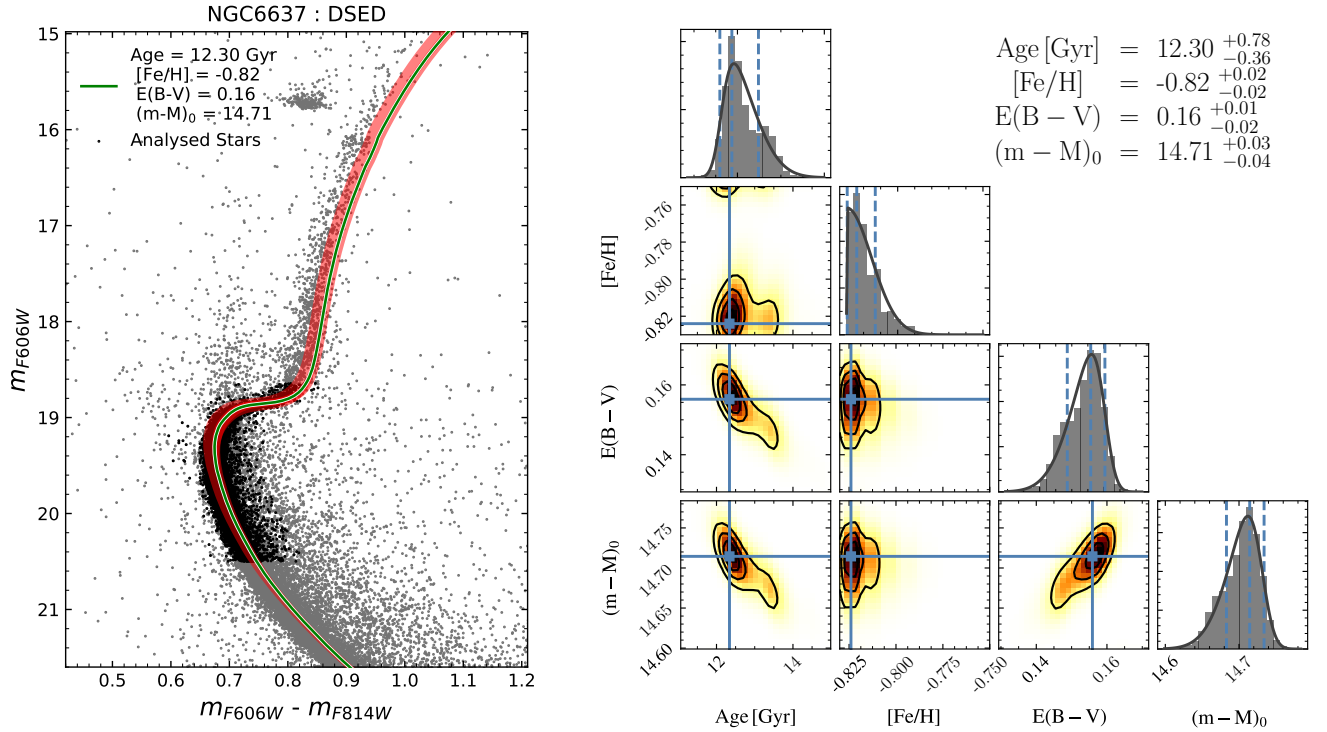 NGC6637 : DSED
Age = 12.30 Gyr
[Fe/H] = -0.82
E(B-V) = 0.16
(m-M)₀ = 14.71
Analysed Stars
15
16
17
18
19
20
21
m_F606W
0.5 0.6 0.7 0.8 0.9 1.0 1.1 1.2
m_F606W - m_F814W
Age [Gyr] = 12.30 +0.78 -0.36
[Fe/H] = -0.82 +0.02 -0.02
E(B − V) = 0.16 +0.01 -0.02
(m − M)₀ = 14.71 +0.03 -0.04
[Fe/H]
-0.76
-0.78
-0.80
-0.82
E(B − V)
0.16
0.14
(m − M)₀
14.75
14.70
14.65
14.60
12 14
-0.825 -0.800 -0.775 -0.750
0.14 0.16
14.6 14.7
Age [Gyr]
[Fe/H]
E(B − V)
(m − M)₀